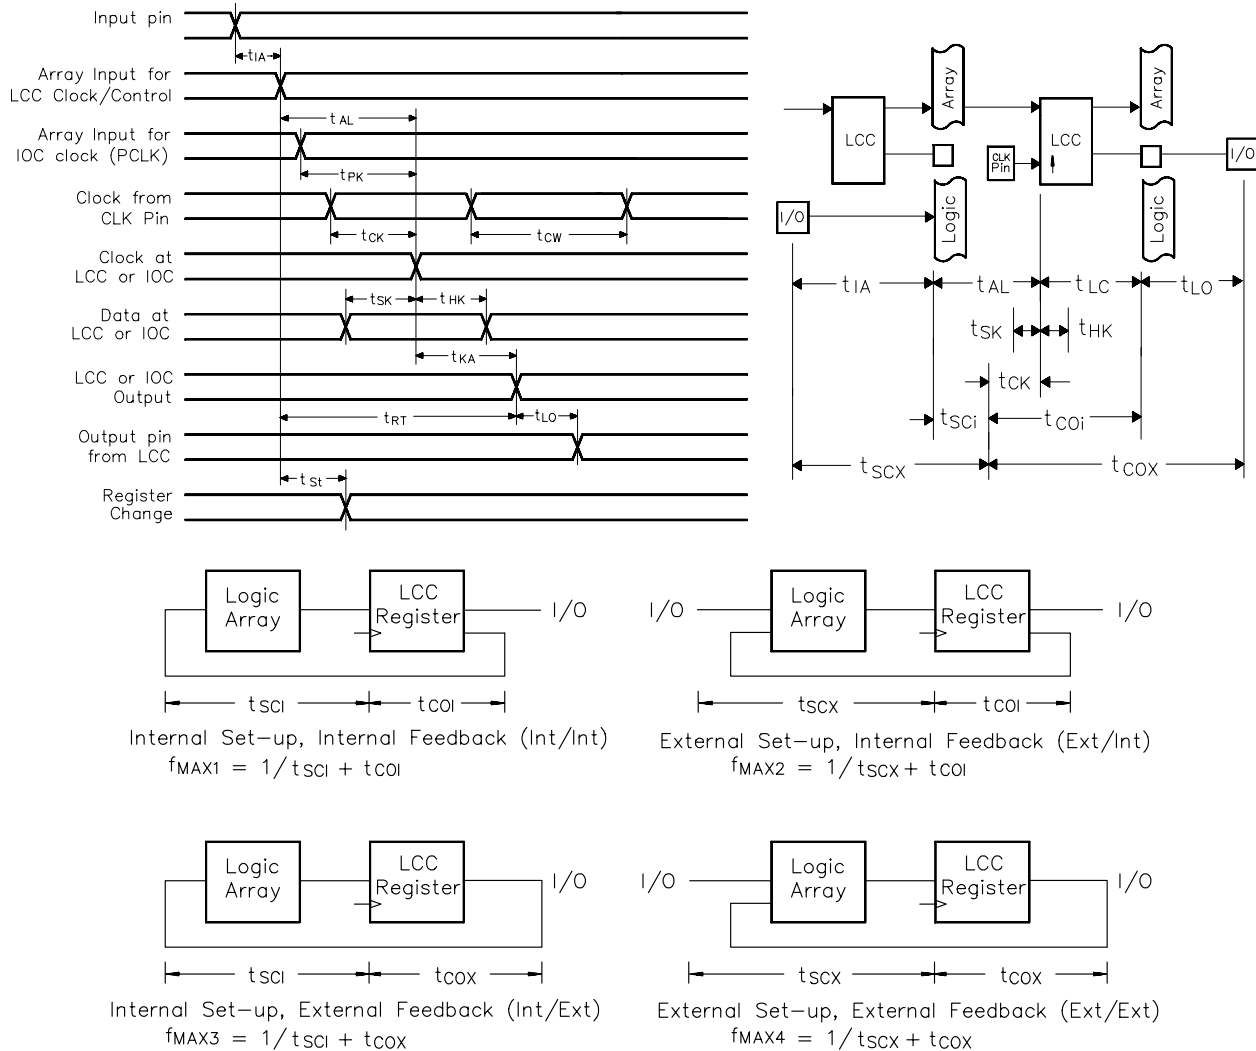 Input pin
tIA
Array Input for
LCC Clock/Control
tAL
Array Input for
IOC clock (PCLK)
tPK
Clock from
CLK Pin
tCK
tCW
Clock at
LCC or IOC
tSK
tHK
Data at
LCC or IOC
tKA
LCC or IOC
Output
tRT
tLO
Output pin
from LCC
tSt
Register
Change
Array
Array
LCC
LCC
CLK
Pin
I/O
I/O
Logic
Logic
tIA
tAL
tLC
tLO
tSK
tHK
tCK
tSCi
tCOi
tSCX
tCOX
Logic
Array
LCC
Register
I/O
tSCI
tCOI
Internal Set-up, Internal Feedback (Int/Int)
fMAX1 = 1/tSCI + tCOI
I/O
Logic
Array
LCC
Register
I/O
tSCX
tCOI
External Set-up, Internal Feedback (Ext/Int)
fMAX2 = 1/tSCX + tCOI
Logic
Array
LCC
Register
I/O
tSCI
tCOX
Internal Set-up, External Feedback (Int/Ext)
fMAX3 = 1/tSCI + tCOX
I/O
Logic
Array
LCC
Register
I/O
tSCX
tCOX
External Set-up, External Feedback (Ext/Ext)
fMAX4 = 1/tSCX + tCOX